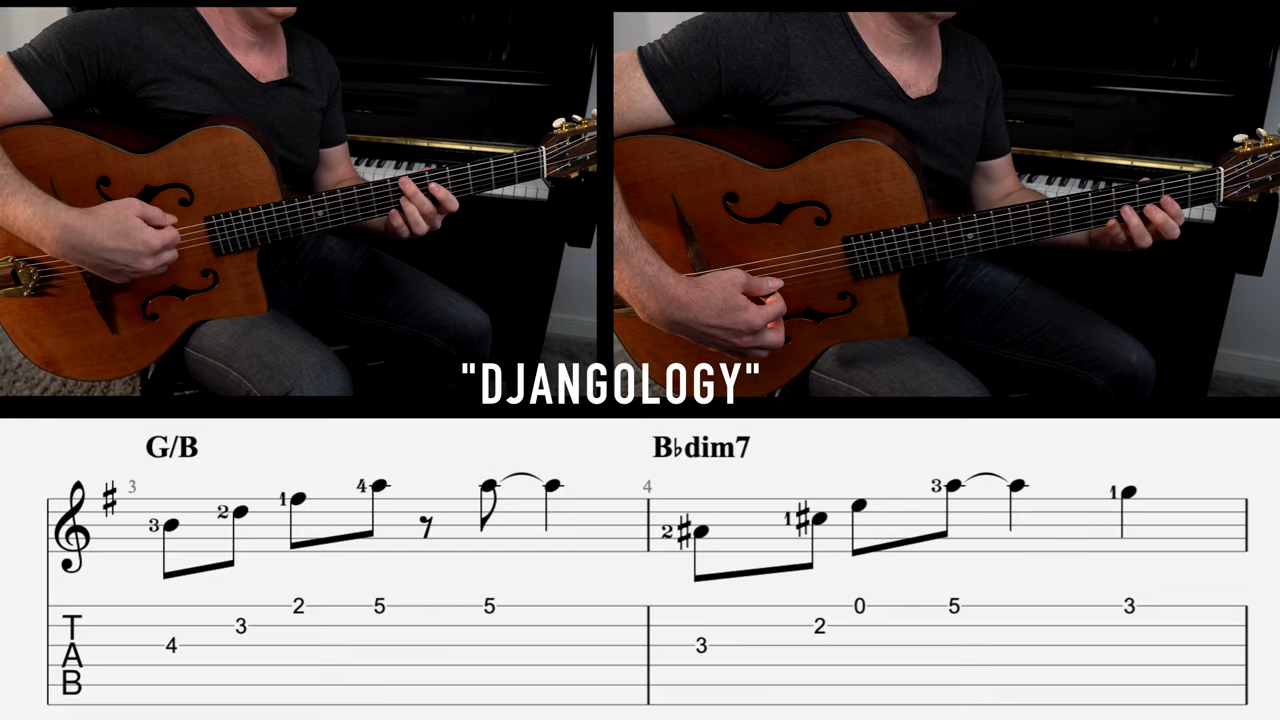 "DJANGOLOGY"
G/B B♭dim7
3 4
3 2 1 4 2 1 3 1
2 5 5 0 5 3
3 2
4 3
T
A
B